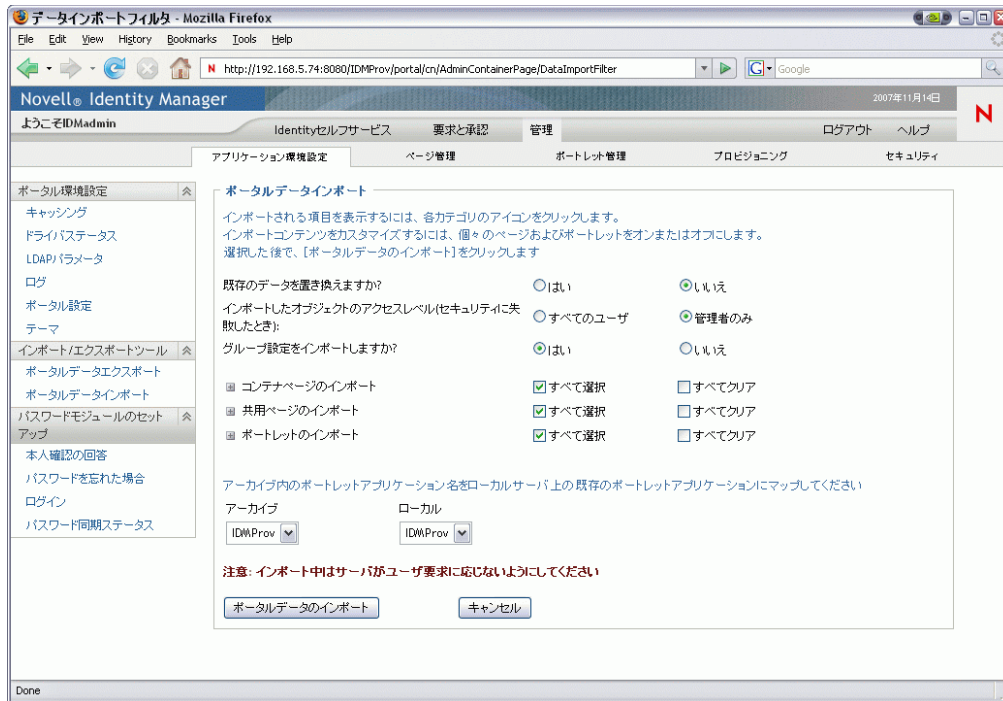 データインポートフィルタ - Mozilla Firefox
File Edit View History Bookmarks Tools Help
N http://192.168.5.74:8080/IDMProv/portal/cn/AdminContainerPage/DataImportFilter G Google
Novell® Identity Manager 2007年11月14日
N
ようこそIDMadmin
Identityセルフサービス 要求と承認 管理 ログアウト ヘルプ
アプリケーション環境設定 ページ管理 ポートレット管理 プロビジョニング セキュリティ
ポータル環境設定
キャッシング
ドライバステータス
LDAPパラメータ
ログ
ポータル設定
テーマ
インポート/エクスポートツール
ポータルデータエクスポート
ポータルデータインポート
パスワードモジュールのセット
アップ
本人確認の回答
パスワードを忘れた場合
ログイン
パスワード同期ステータス
ポータルデータインポート
インポートされる項目を表示するには、各カテゴリのアイコンをクリックします。
インポートコンテンツをカスタマイズするには、個々のページおよびポートレットをオンまたはオフにします。
選択した後で、[ポータルデータのインポート]をクリックします
既存のデータを置き換えますか? はい いいえ
インポートしたオブジェクトのアクセスレベル(セキュリティに失
敗したとき): すべてのユーザ 管理者のみ
グループ設定をインポートしますか? はい いいえ
コンテナページのインポート すべて選択 すべてクリア
共用ページのインポート すべて選択 すべてクリア
ポートレットのインポート すべて選択 すべてクリア
アーカイブ内のポートレットアプリケーション名をローカルサーバ上の既存のポートレットアプリケーションにマップしてください
アーカイブ ローカル
IDMProv IDMProv
注意: インポート中はサーバがユーザ要求に応じないようにしてください
ポータルデータのインポート キャンセル
Done